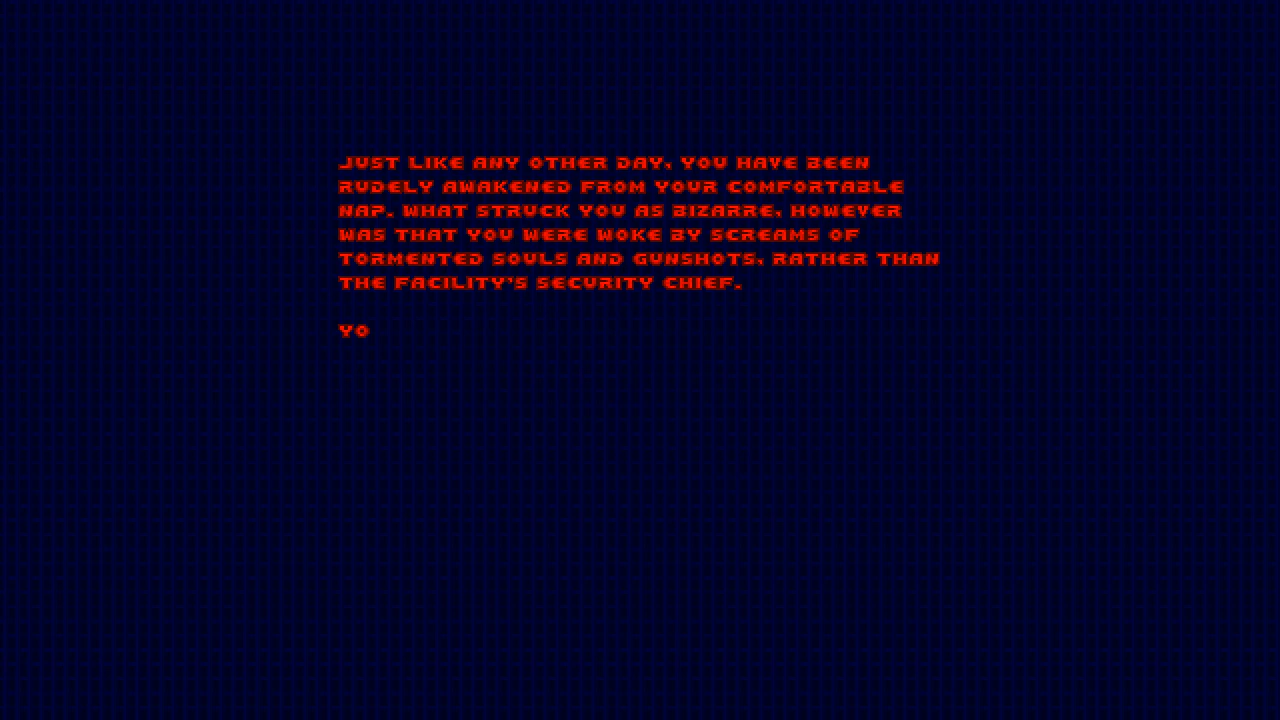 JUST LIKE ANY OTHER DAY, YOU HAVE BEEN
RUDELY AWAKENED FROM YOUR COMFORTABLE
NAP. WHAT STRUCK YOU AS BIZARRE, HOWEVER
WAS THAT YOU WERE WOKE BY SCREAMS OF
TORMENTED SOULS AND GUNSHOTS, RATHER THAN
THE FACILITY'S SECURITY CHIEF.
YO